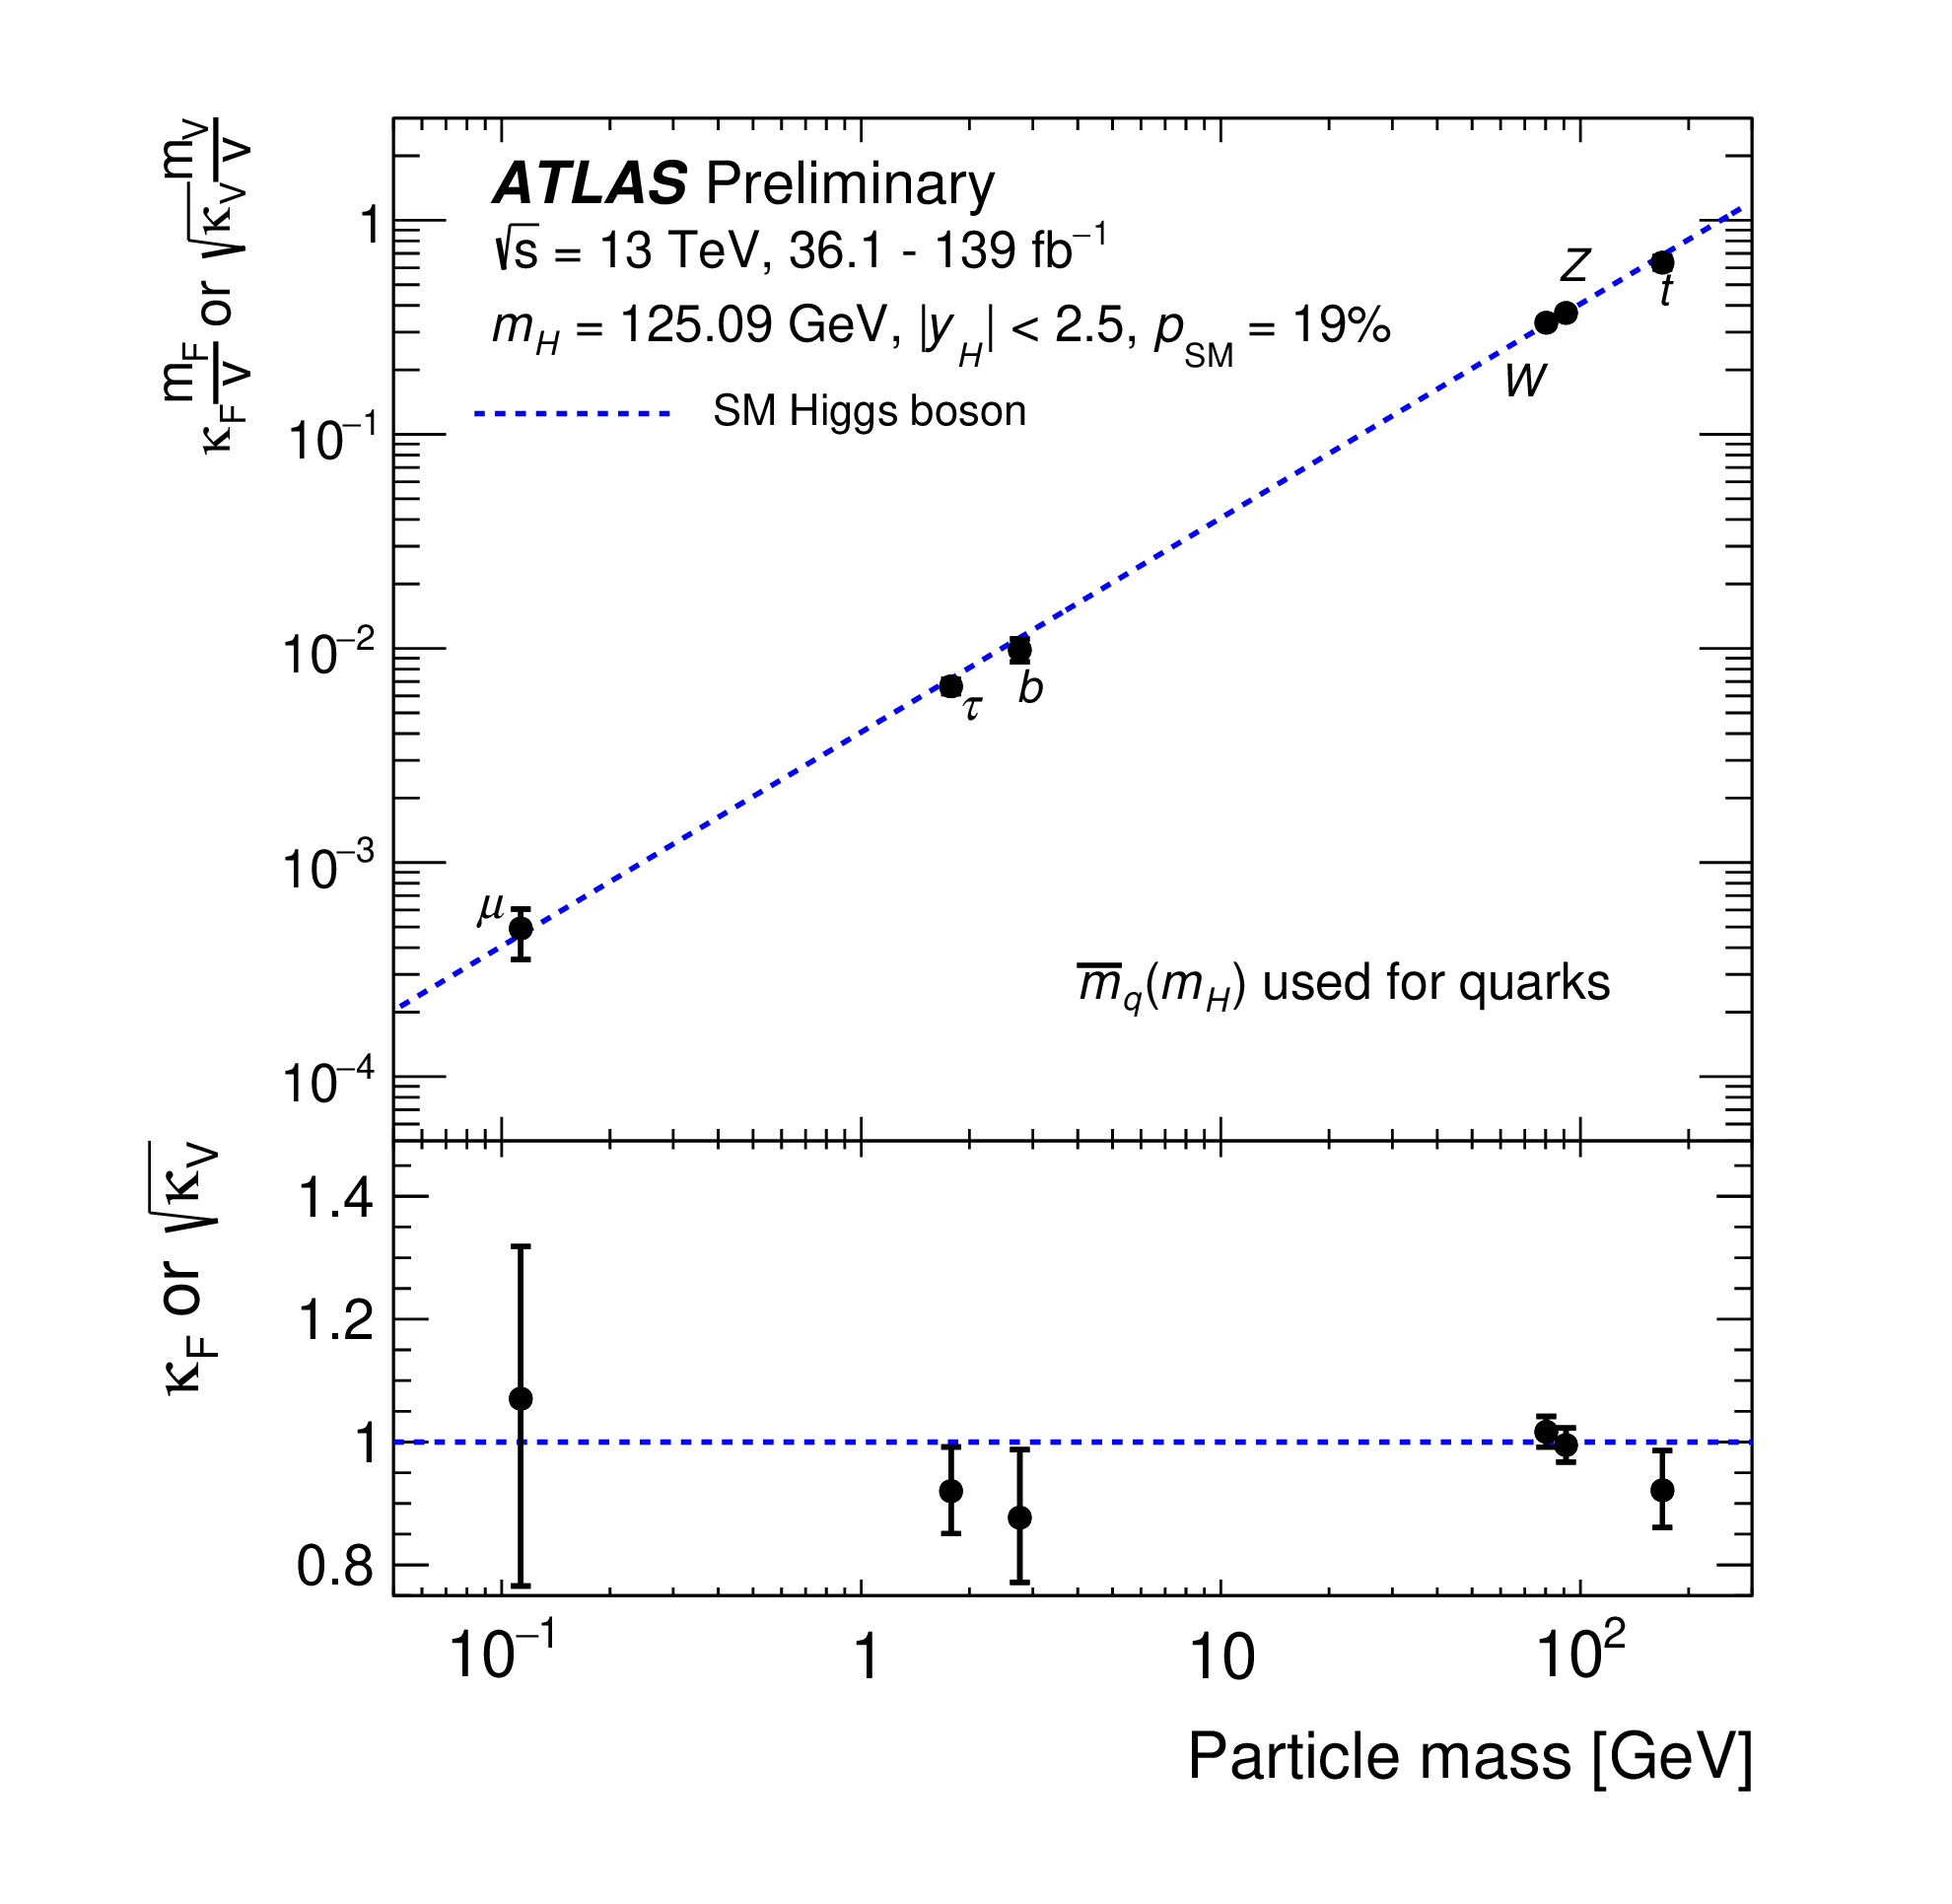 ATLAS Preliminary
√s = 13 TeV, 36.1 - 139 fb⁻¹
m_H = 125.09 GeV, |y_H| < 2.5, p_SM = 19%
SM Higgs boson
κ_F m_F/v or √κ_V m_V/v
1
10⁻¹
10⁻²
10⁻³
10⁻⁴
Z
t
W
b
τ
μ
m̅_q(m_H) used for quarks
κ_F or √κ_V
1.4
1.2
1
0.8
10⁻¹ 1 10 10²
Particle mass [GeV]